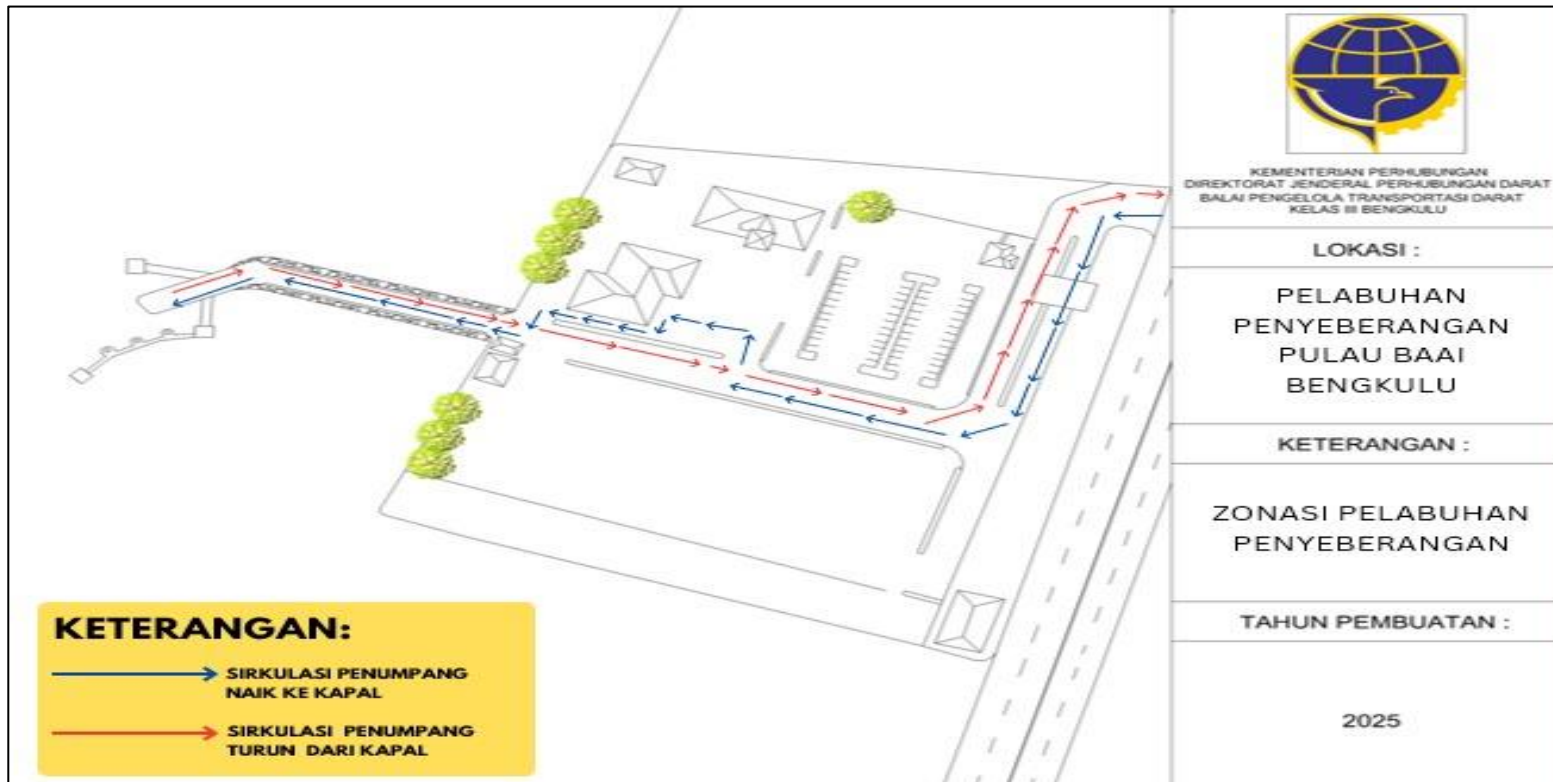 KEMENTERIAN PERHUBUNGAN
DIREKTORAT JENDERAL PERHUBUNGAN DARAT
BALAI PENGELOLA TRANSPORTASI DARAT
KELAS III BENGKULU
LOKASI :
PELABUHAN
PENYEBERANGAN
PULAU BAAI
BENGKULU
KETERANGAN :
ZONASI PELABUHAN
PENYEBERANGAN
TAHUN PEMBUATAN :
2025
KETERANGAN:
SIRKULASI PENUMPANG
NAIK KE KAPAL
SIRKULASI PENUMPANG
TURUN DARI KAPAL